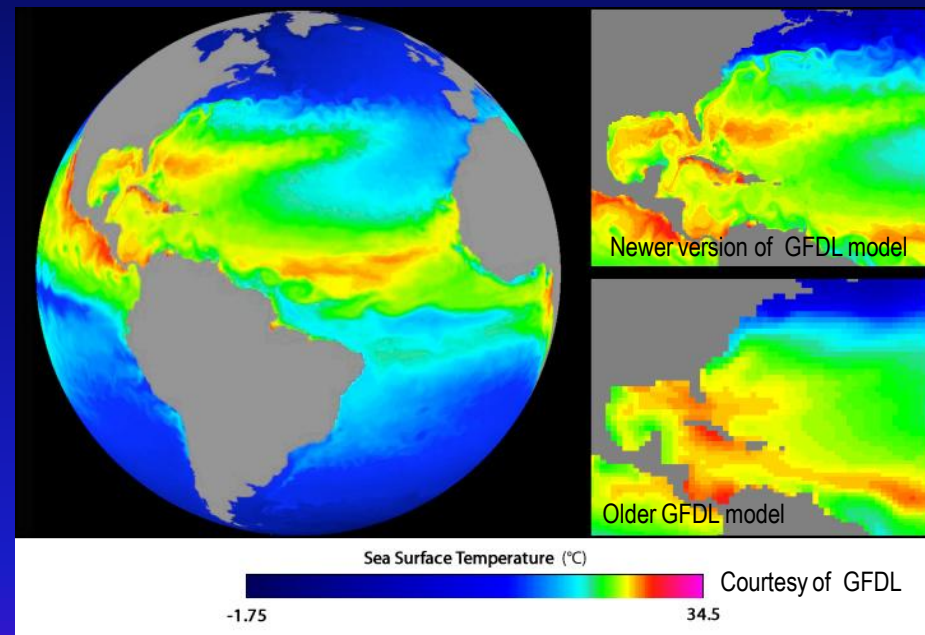 Newer version of GFDL model
Older GFDL model
Sea Surface Temperature (°C)
Courtesy of GFDL
-1.75
34.5